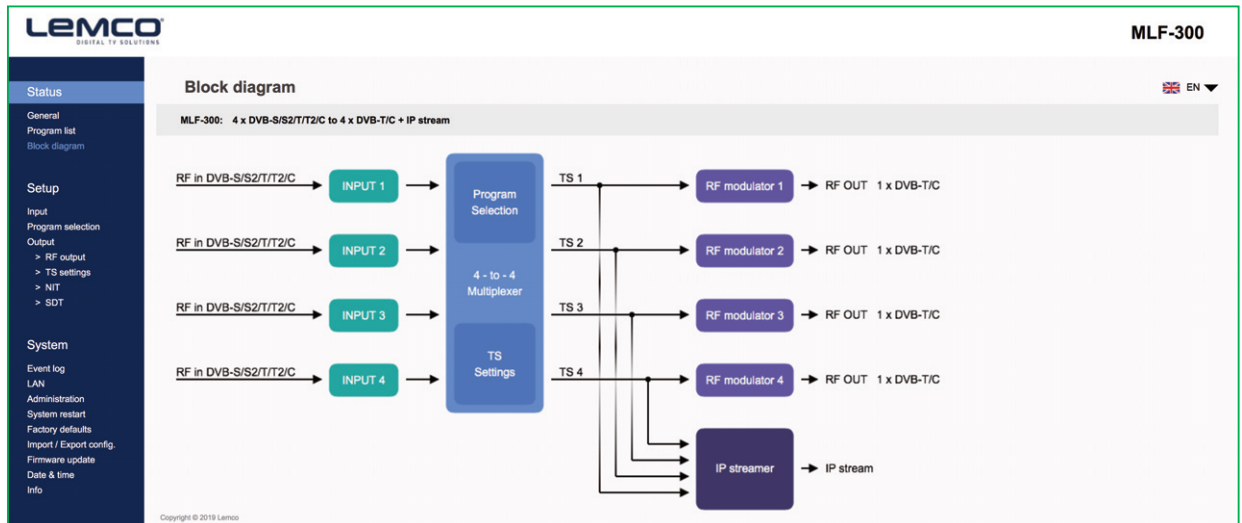 LEMCO
DIGITAL TV SOLUTIONS
MLF-300
Status
General
Program list
Block diagram
Setup
Input
Program selection
Output
> RF output
> TS settings
> NIT
> SDT
System
Event log
LAN
Administration
System restart
Factory defaults
Import / Export config.
Firmware update
Date & time
Info
Block diagram
EN
MLF-300: 4 x DVB-S/S2/T/T2/C to 4 x DVB-T/C + IP stream
RF in DVB-S/S2/T/T2/C
INPUT 1
RF in DVB-S/S2/T/T2/C
INPUT 2
RF in DVB-S/S2/T/T2/C
INPUT 3
RF in DVB-S/S2/T/T2/C
INPUT 4
Program
Selection
4 - to - 4
Multiplexer
TS
Settings
TS 1
RF modulator 1
RF OUT 1 x DVB-T/C
TS 2
RF modulator 2
RF OUT 1 x DVB-T/C
TS 3
RF modulator 3
RF OUT 1 x DVB-T/C
TS 4
RF modulator 4
RF OUT 1 x DVB-T/C
IP streamer
IP stream
Copyright © 2019 Lemco